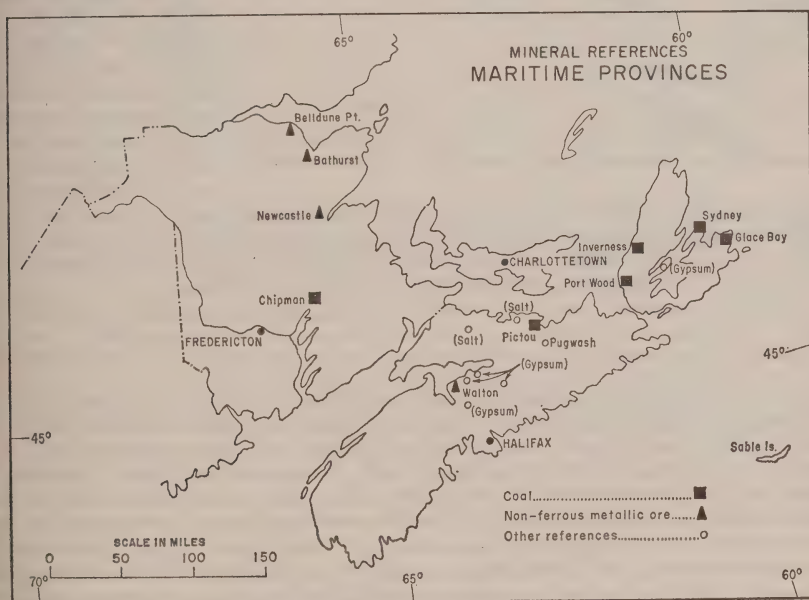 65°
60°
MINERAL REFERENCES
MARITIME PROVINCES
Belldune Pt.
Bathurst
Newcastle
Sydney
Glace Bay
Inverness
(Gypsum)
CHARLOTTETOWN
Port Wood
Chipman
(Salt)
FREDERICTON
(Salt)
Pictou
Pugwash
45°
(Gypsum)
Walton
(Gypsum)
45°
HALIFAX
Sable Is.
Coal
Non-ferrous metallic ore
Other references
SCALE IN MILES
0 50 100 150
70°
65°
60°